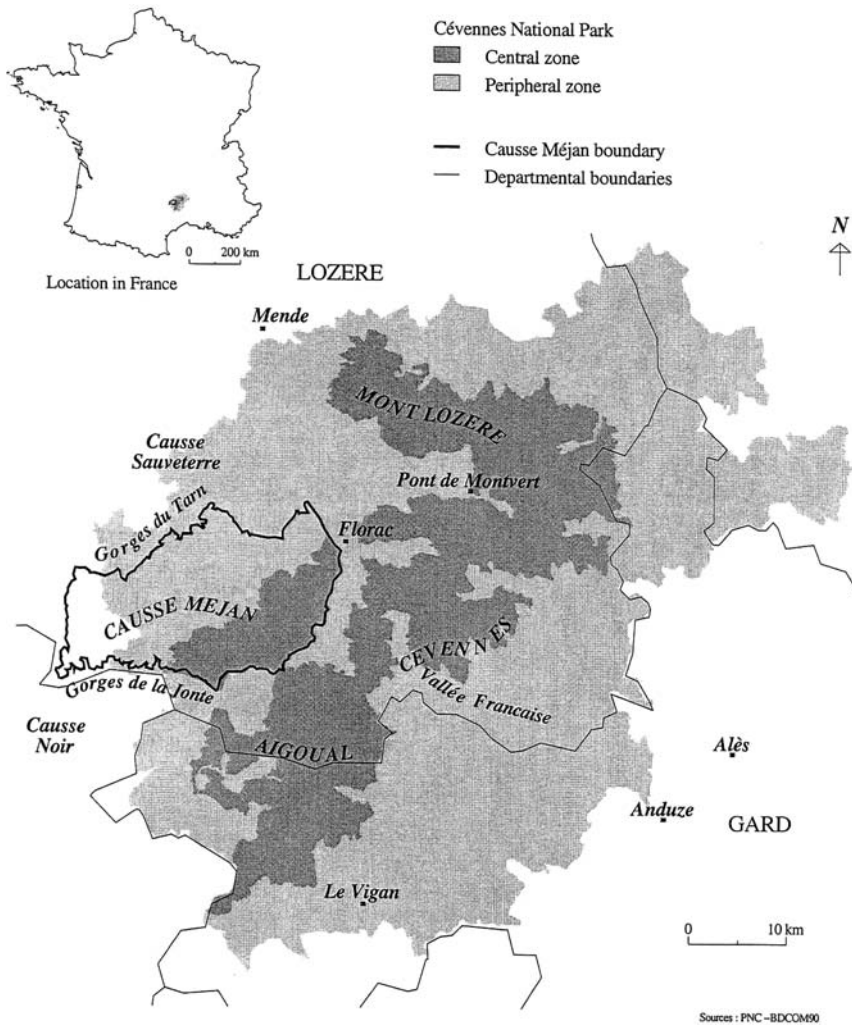 Cévennes National Park
Central zone
Peripheral zone
Causse Méjan boundary
Departmental boundaries
0 200 km
Location in France
N
LOZERE
Mende
MONT LOZERE
Causse
Sauveterre
Pont de Montvert
Gorges du Tarn
Florac
CAUSSE MEJAN
CEVENNES
Vallée Francaise
Gorges de la Jonte
Causse
Noir
AIGOUAL
Alès
Anduze
GARD
Le Vigan
0 10 km
Sources : PNC -BDCOM90